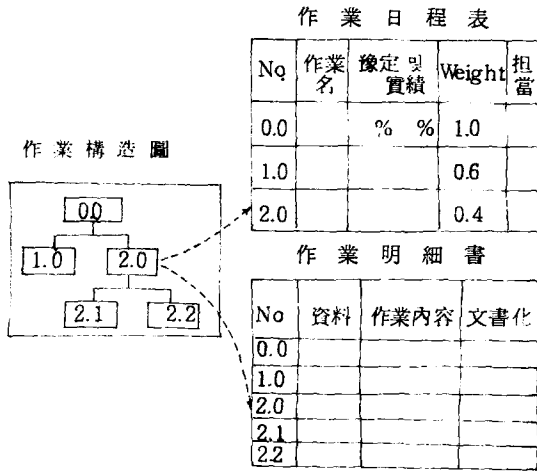 作業日程表
No. 作業名 豫定 및 實績 Weight 担當
0.0 % % 1.0
1.0 0.6
2.0 0.4
作業構造圖
0.0
1.0 2.0
2.1 2.2
作業明細書
No 資料 作業內容 文書化
0.0
1.0
2.0
2.1
2.2